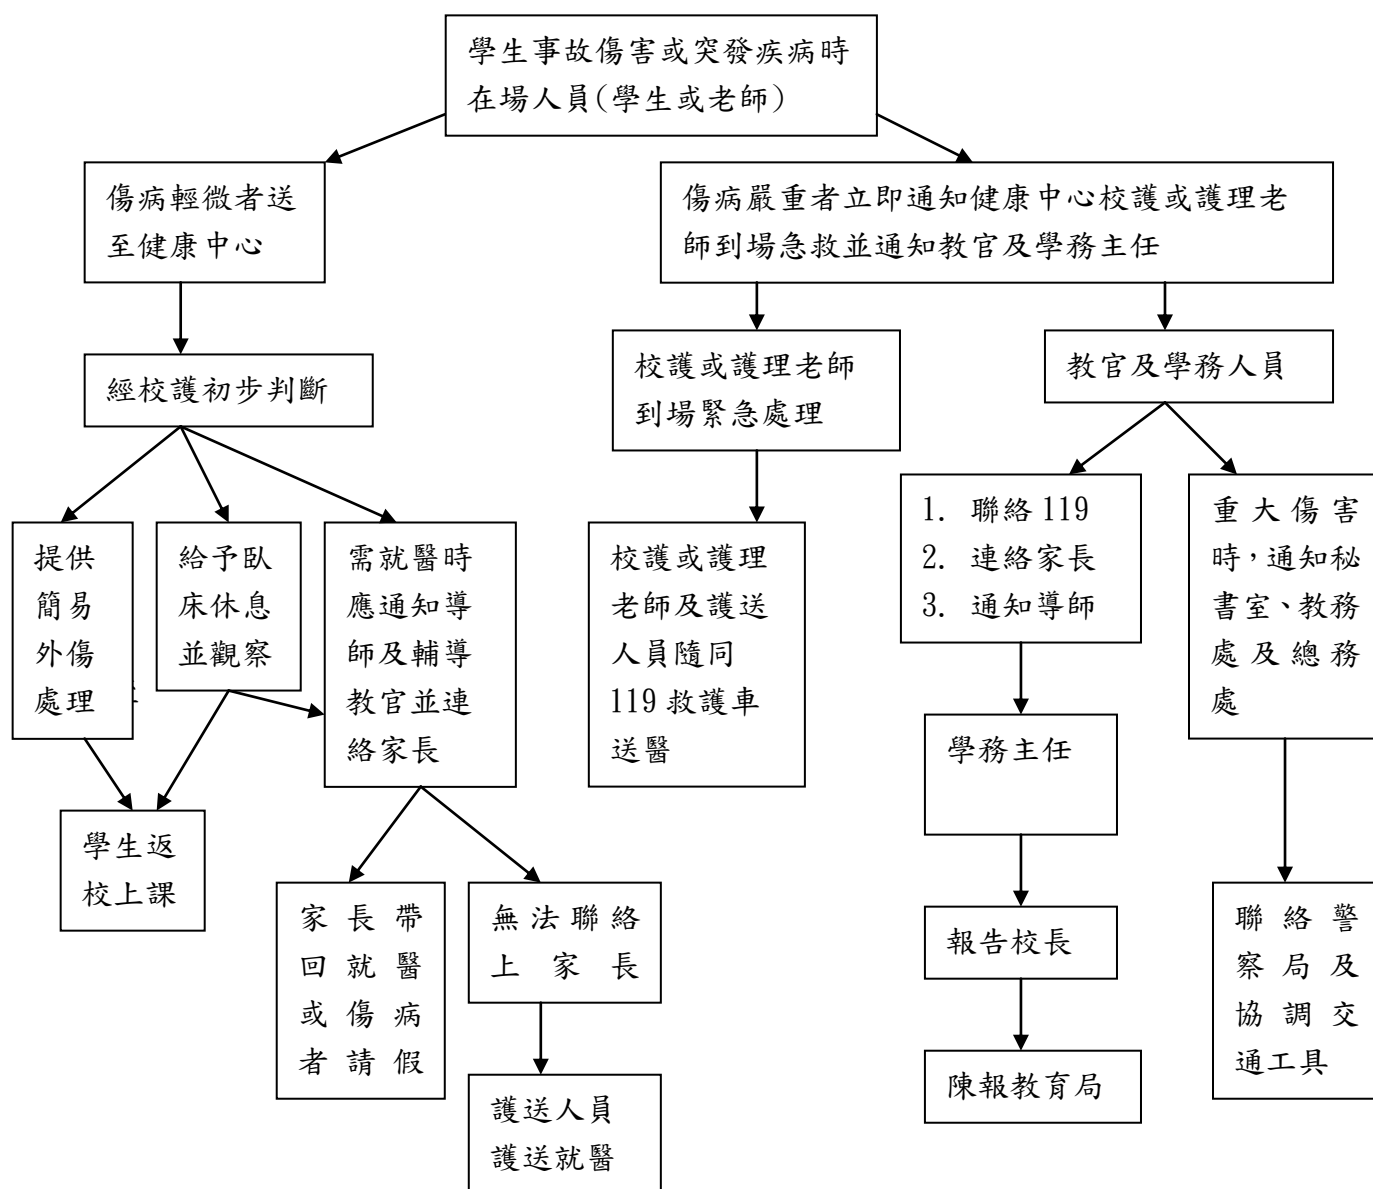 學生事故傷害或突發疾病時
在場人員(學生或老師)
傷病輕微者送
至健康中心
傷病嚴重者立即通知健康中心校護或護理老
師到場急救並通知教官及學務主任
經校護初步判斷
校護或護理老師
到場緊急處理
教官及學務人員
提供
簡易
外傷
處理
給予臥
床休息
並觀察
需就醫時
應通知導
師及輔導
教官並連
絡家長
校護或護理
老師及護送
人員隨同
119 救護車
送醫
1. 聯絡 119
2. 連絡家長
3. 通知導師
重大傷害
時，通知秘
書室、教務
處及總務
處
學務主任
學生返
校上課
家長帶
回就醫
或傷病
者請假
無法聯絡
上家長
報告校長
聯絡警
察局及
協調交
通工具
陳報教育局
護送人員
護送就醫